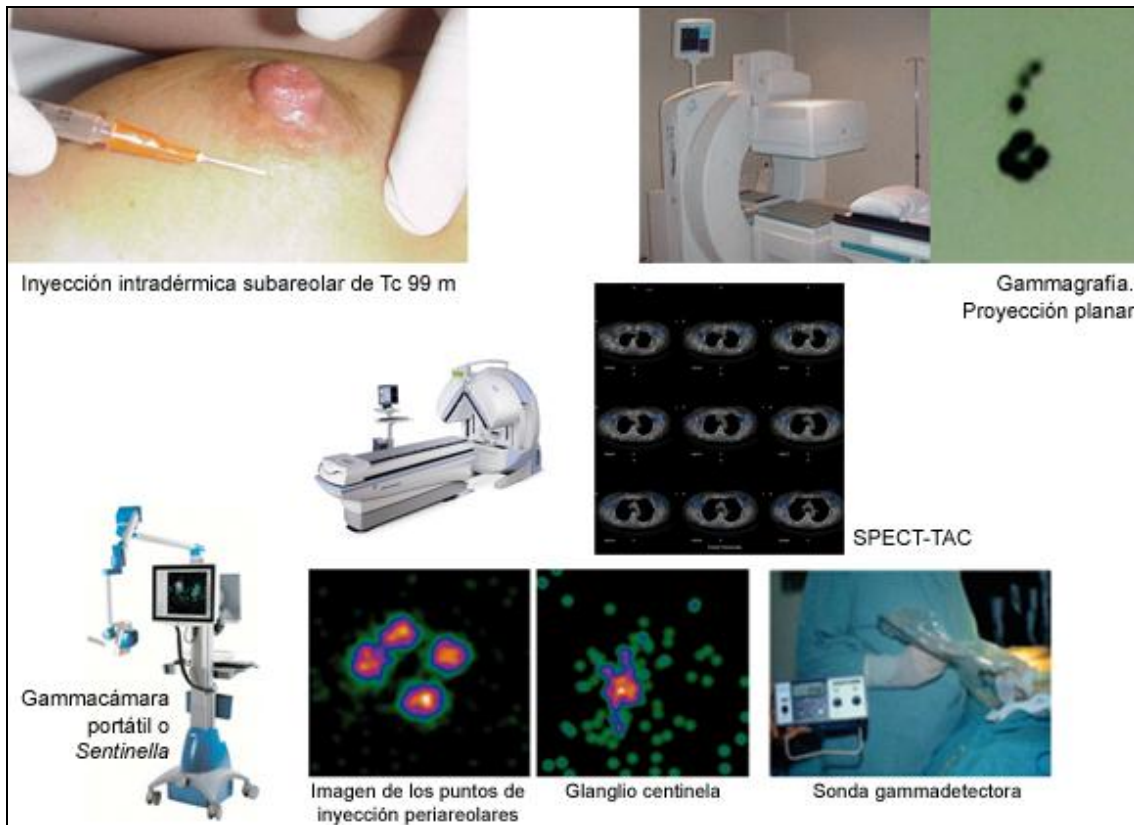 Inyección intradérmica subareolar de Tc 99 m
Gammagrafia.
Proyección planar
SPECT-TAC
Gammacámara
portátil o
Sentinella
Imagen de los puntos de
inyección periareolares
Glanglio centinela
Sonda gammadetectora